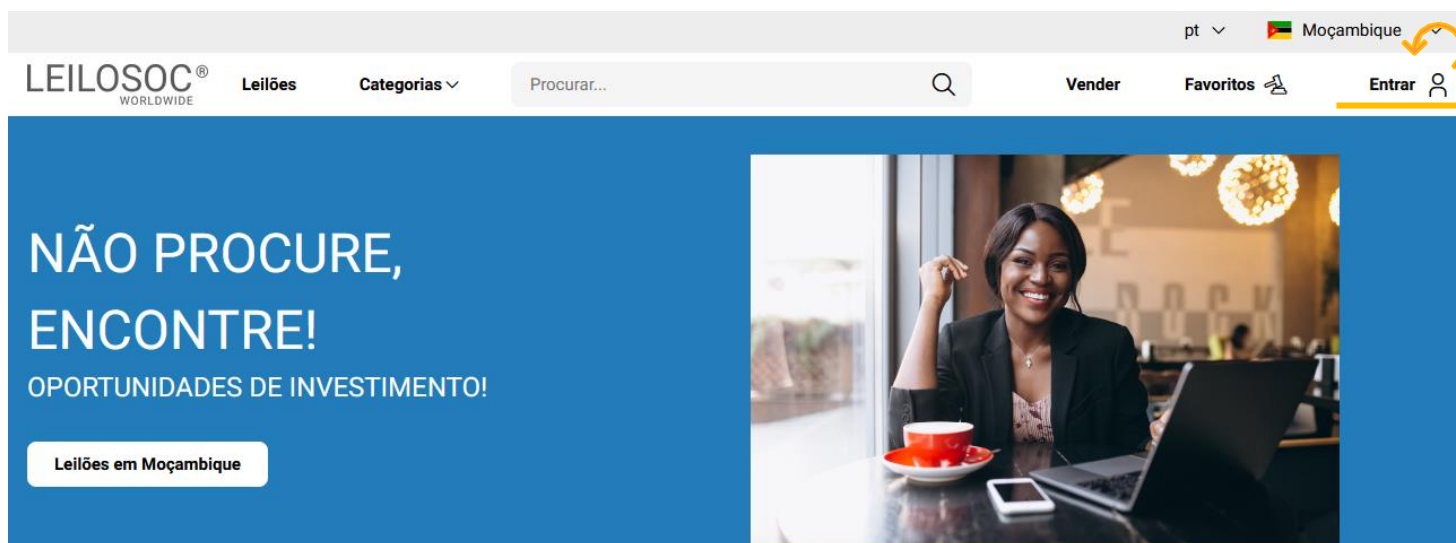 pt Moçambique
LEILOSOC®
WORLDWIDE
Leilões Categorias Procurar... Vender Favoritos Entrar
NÃO PROCURE,
ENCONTRE!
OPORTUNIDADES DE INVESTIMENTO!
Leilões em Moçambique